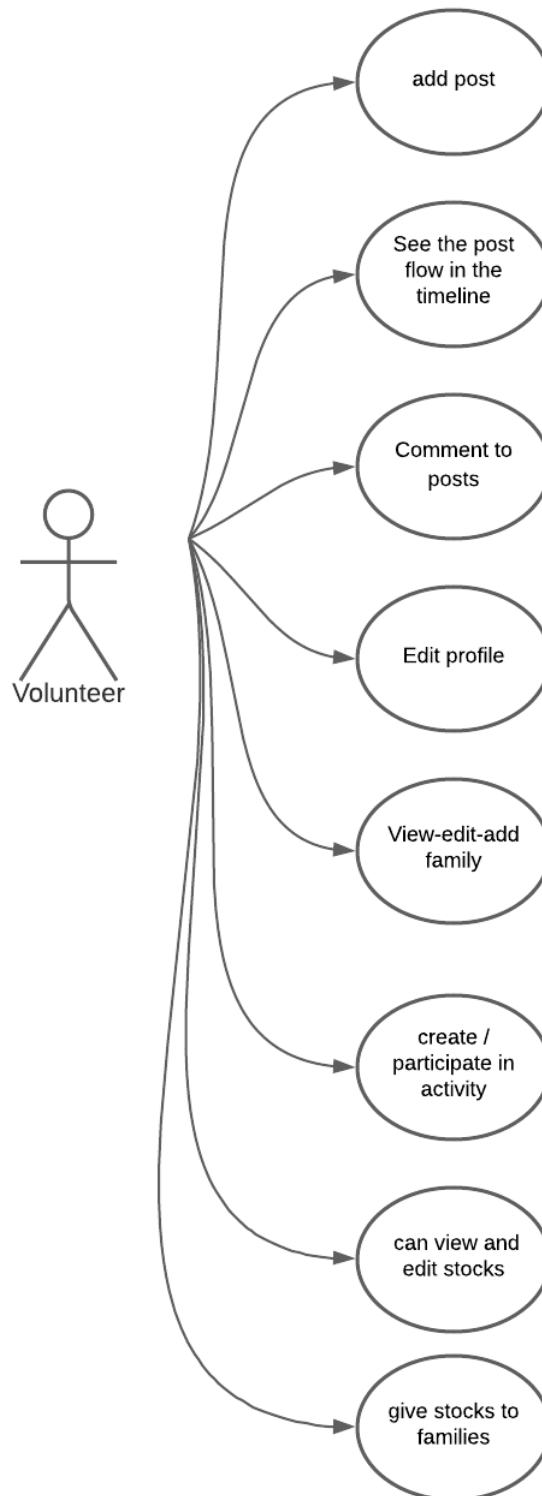 add post
See the post
flow in the
timeline
Comment to
posts
Volunteer
Edit profile
View-edit-add
family
create /
participate in
activity
can view and
edit stocks
give stocks to
families